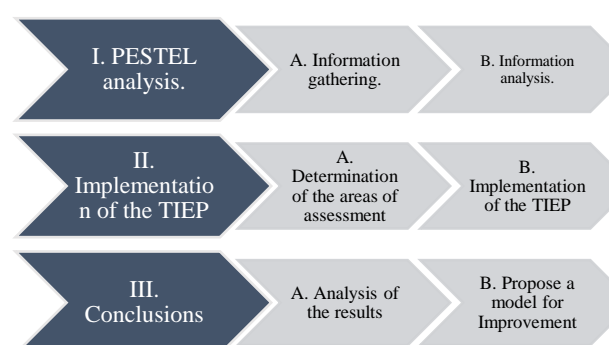 I. PESTEL
analysis.
A. Information
gathering.
B. Information
analysis.
II.
Implementatio
n of the TIEP
A.
Determination
of the areas of
assessment
B.
Implementation
of the TIEP
III.
Conclusions
A. Analysis of
the results
B. Propose a
model for
Improvement